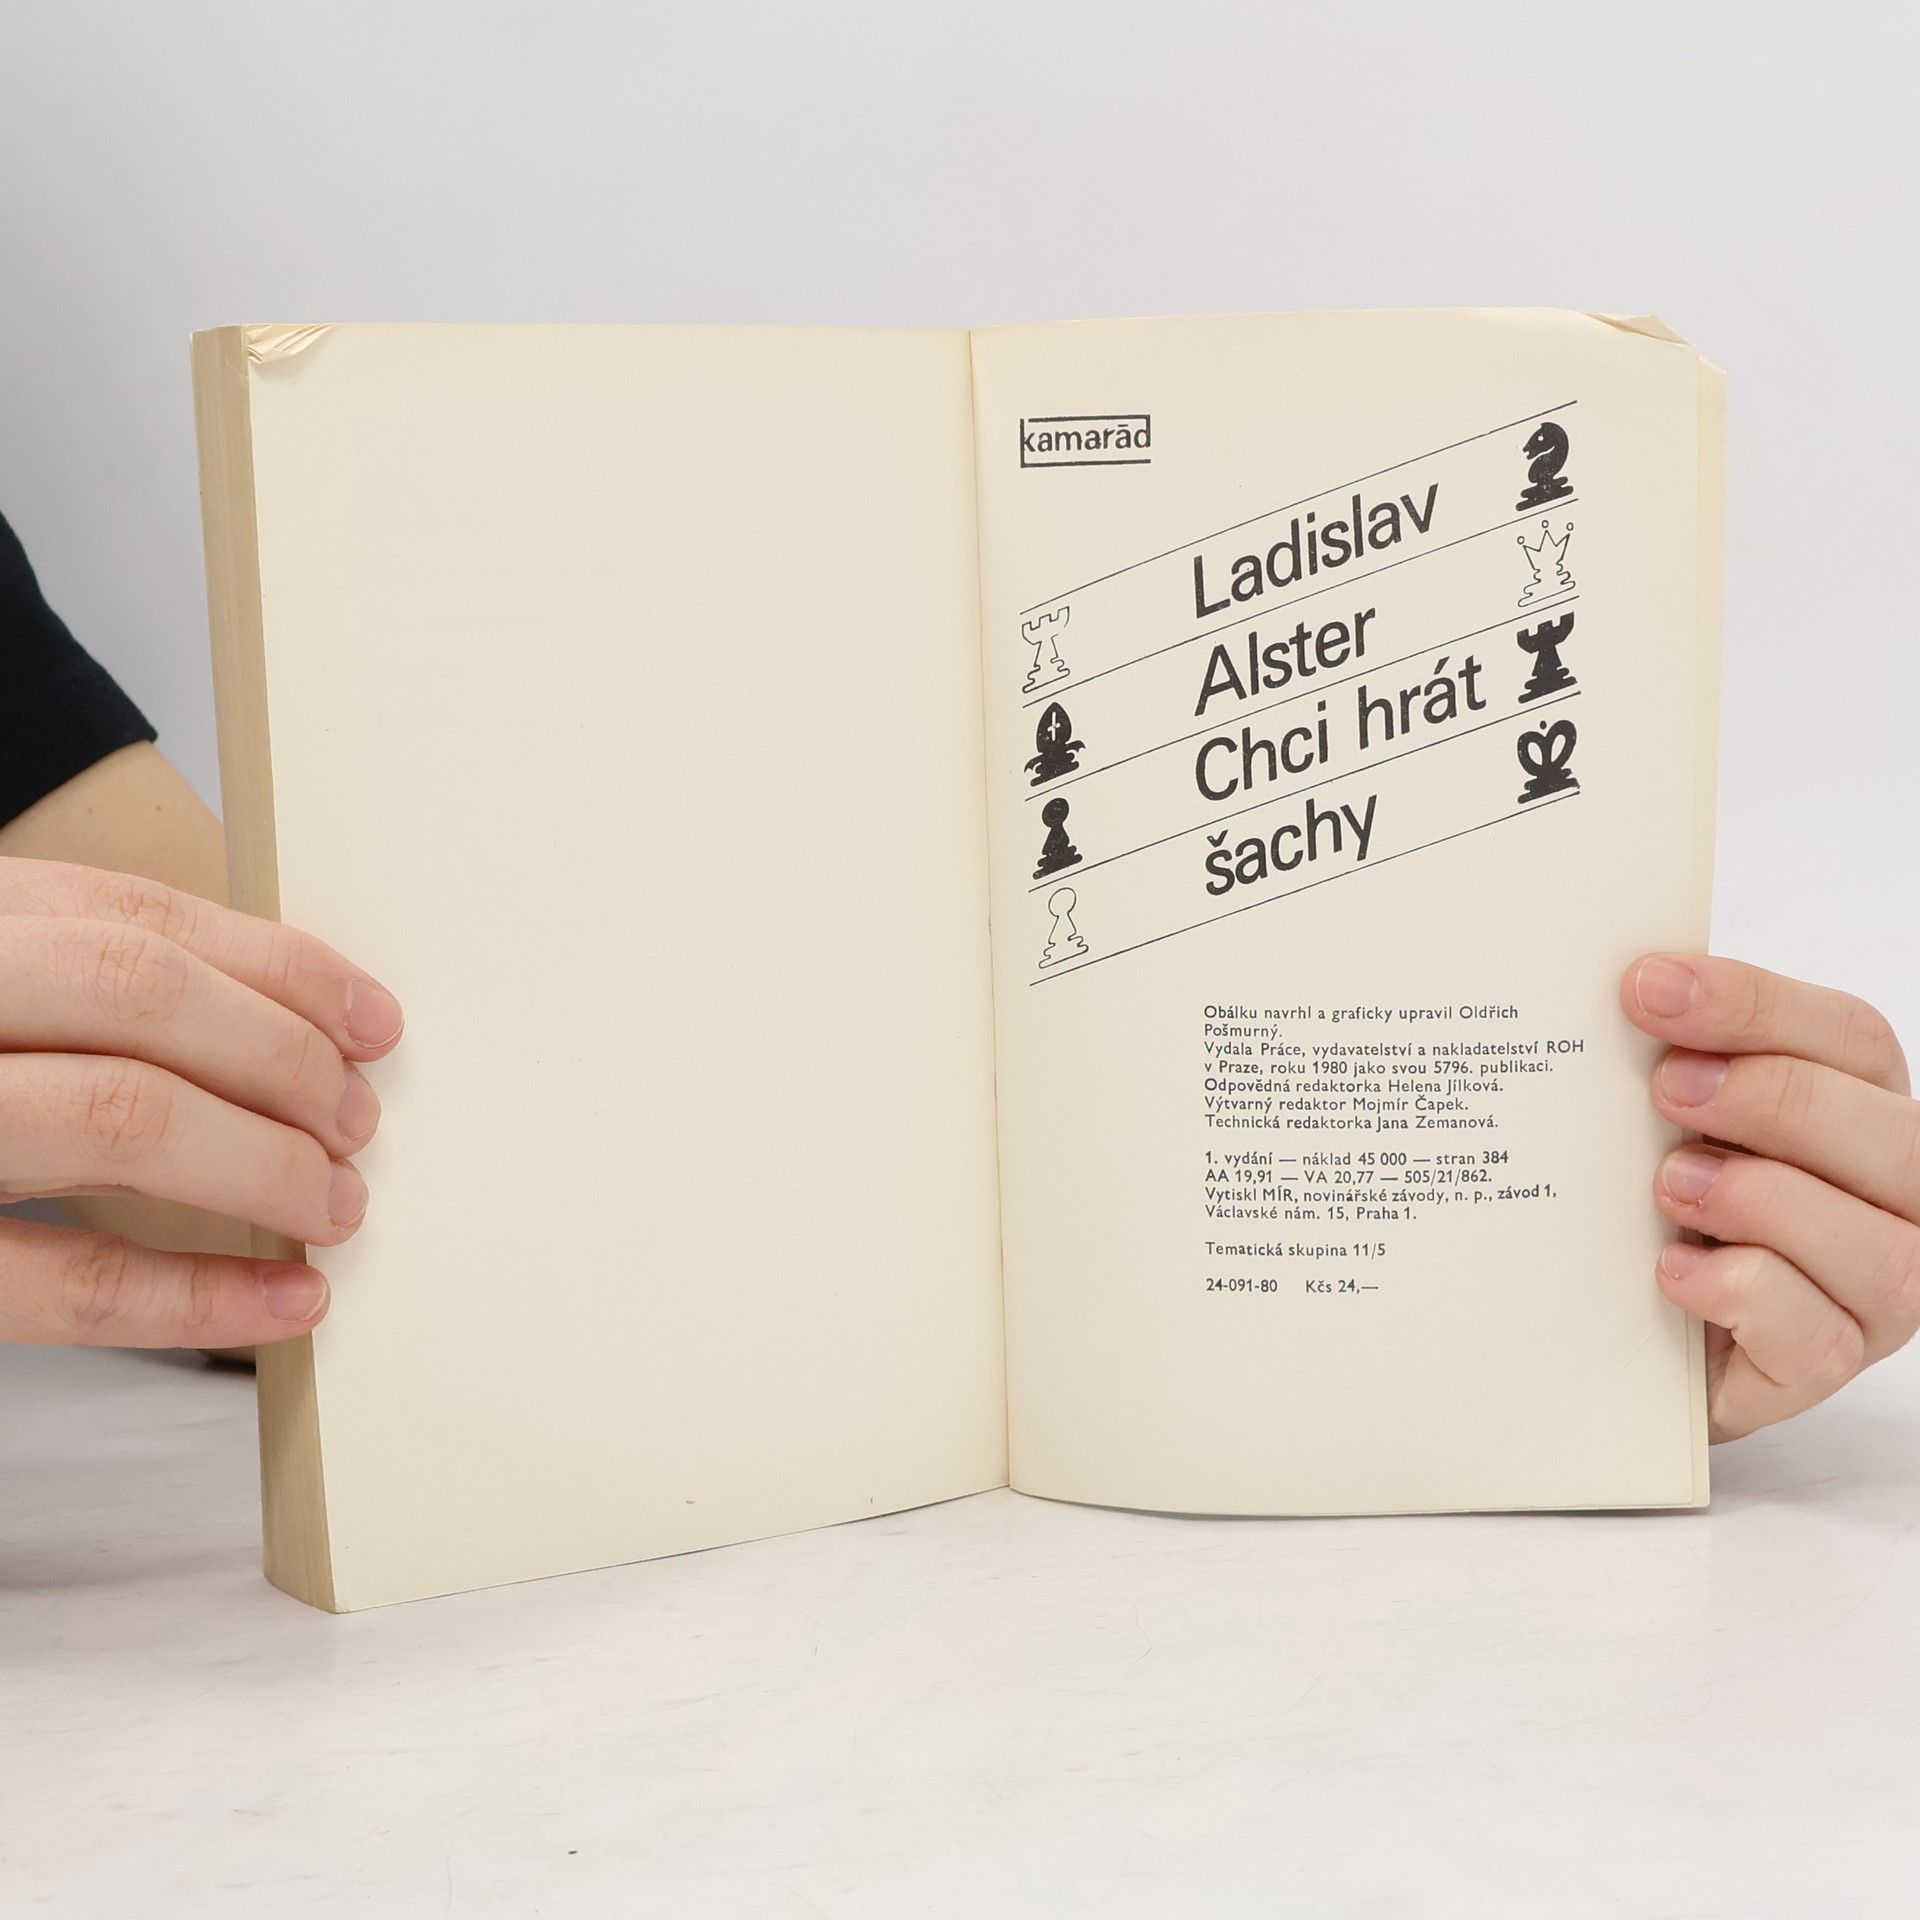 kamarād
Ladislav
Alster
Chci hrát
šachy
Obálku navrhl a graficky upravil Oldřich
Pošmurný.
Vydala Práce, vydavatelství a nakladatelství ROH
v Praze, roku 1980 jako svou 5796. publikaci.
Odpovědná redaktorka Helena Jílková.
Výtvarný redaktor Mojmír Čapek.
Technická redaktorka Jana Zemanová.
1. vydání — náklad 45 000 — stran 384
AA 19,91 — VA 20,77 — 505/21/862.
Vytiskl MÍR, novinářské závody, n. p., závod 1,
Václavské nám. 15, Praha 1.
Tematická skupina 11/5
24-091-80 Kčs 24,—